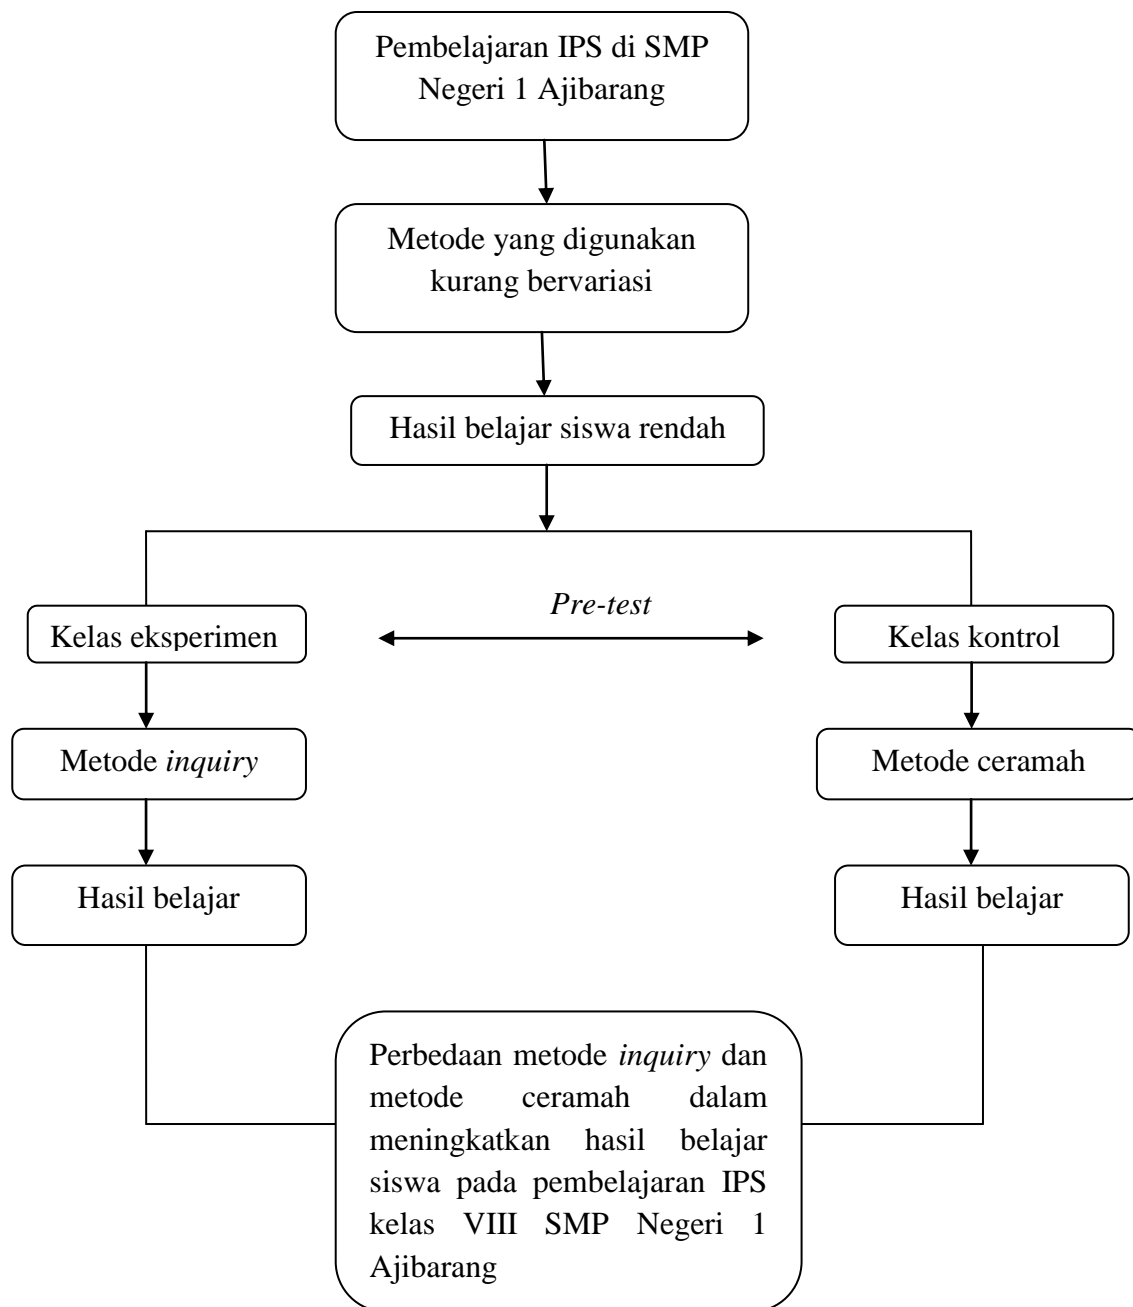 Pembelajaran IPS di SMP
Negeri 1 Ajibarang
Metode yang digunakan
kurang bervariasi
Hasil belajar siswa rendah
Pre-test
Kelas eksperimen
Kelas kontrol
Metode inquiry
Metode ceramah
Hasil belajar
Hasil belajar
Perbedaan metode inquiry dan
metode ceramah dalam
meningkatkan hasil belajar
siswa pada pembelajaran IPS
kelas VIII SMP Negeri 1
Ajibarang